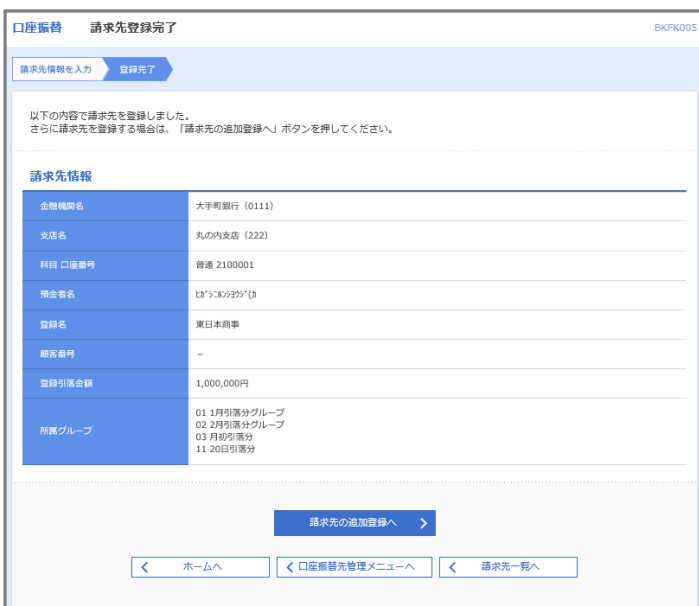 口座振替 請求先登録完了 BKFK005
請求先情報を入力 登録完了
以下の内容で請求先を登録しました。
さらに請求先を登録する場合は、「請求先の追加登録へ」ボタンを押してください。
請求先情報
金融機関名 大手町銀行（0111）
支店名 丸の内支店（222）
科目 口座番号 普通 2100001
預金者名 ﾋｶﾞｼﾆﾎﾝｼﾖｳｼﾞ(ｶ
登録名 東日本商事
顧客番号 －
登録引落金額 1,000,000円
所属グループ
01 1月引落分グループ
02 2月引落分グループ
03 月初引落分
11 20日引落分
請求先の追加登録へ
ホームへ 口座振替先管理メニューへ 請求先一覧へ